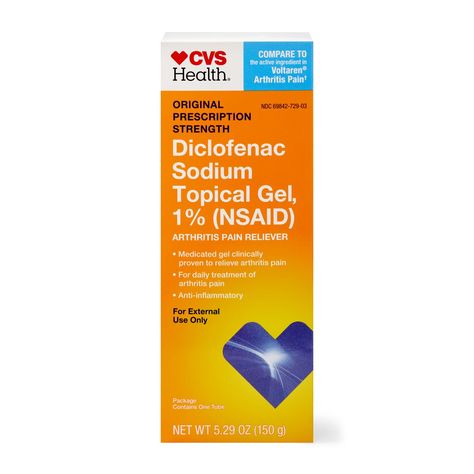 CVS
Health®
COMPARE TO
the active ingredient in
Voltaren®
Arthritis Pain†
ORIGINAL
PRESCRIPTION
STRENGTH
NDC 69842-729-03
Diclofenac
Sodium
Topical Gel,
1% (NSAID)
ARTHRITIS PAIN RELIEVER
• Medicated gel clinically
proven to relieve arthritis pain
• For daily treatment of
arthritis pain
• Anti-inflammatory
For External
Use Only
Package
Contains One Tube
NET WT 5.29 OZ (150 g)